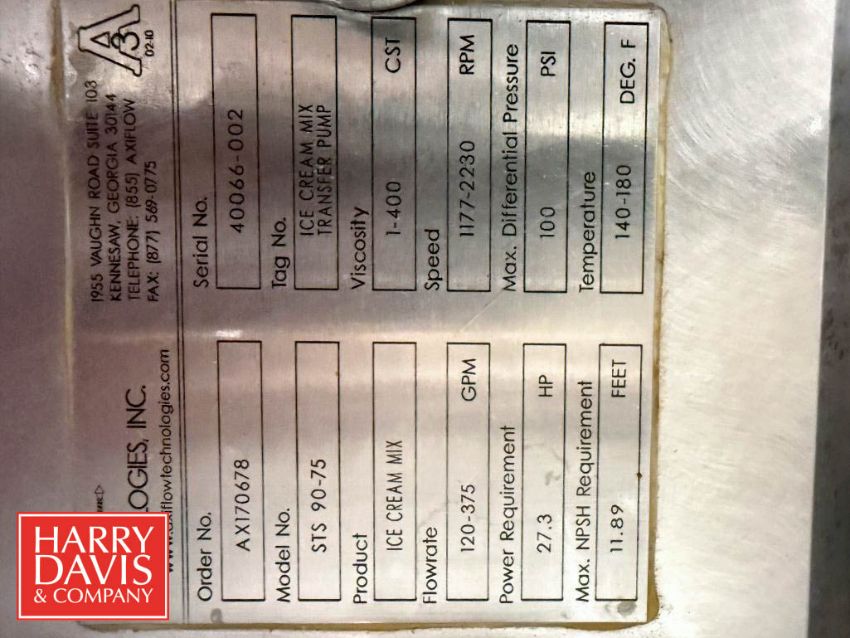 LOGIES, INC.
flowtechnologies.com
1955 VAUGHN ROAD SUITE 103
KENNESAW, GEORGIA 30144
TELEPHONE: (855) AXIFLOW
FAX: (877) 569-0775
A
3
02-10
Order No.
AX170678
Serial No.
40066-002
Model No.
STS 90-75
Tag No.
ICE CREAM MIX
TRANSFER PUMP
Product
ICE CREAM MIX
Viscosity
1-400 CST
Flowrate
120-375 GPM
Speed
1177-2230 RPM
Power Requirement
27.3 HP
Max. Differential Pressure
100 PSI
Max. NPSH Requirement
11.89 FEET
Temperature
140-180 DEG. F
HARRY
DAVIS
& COMPANY